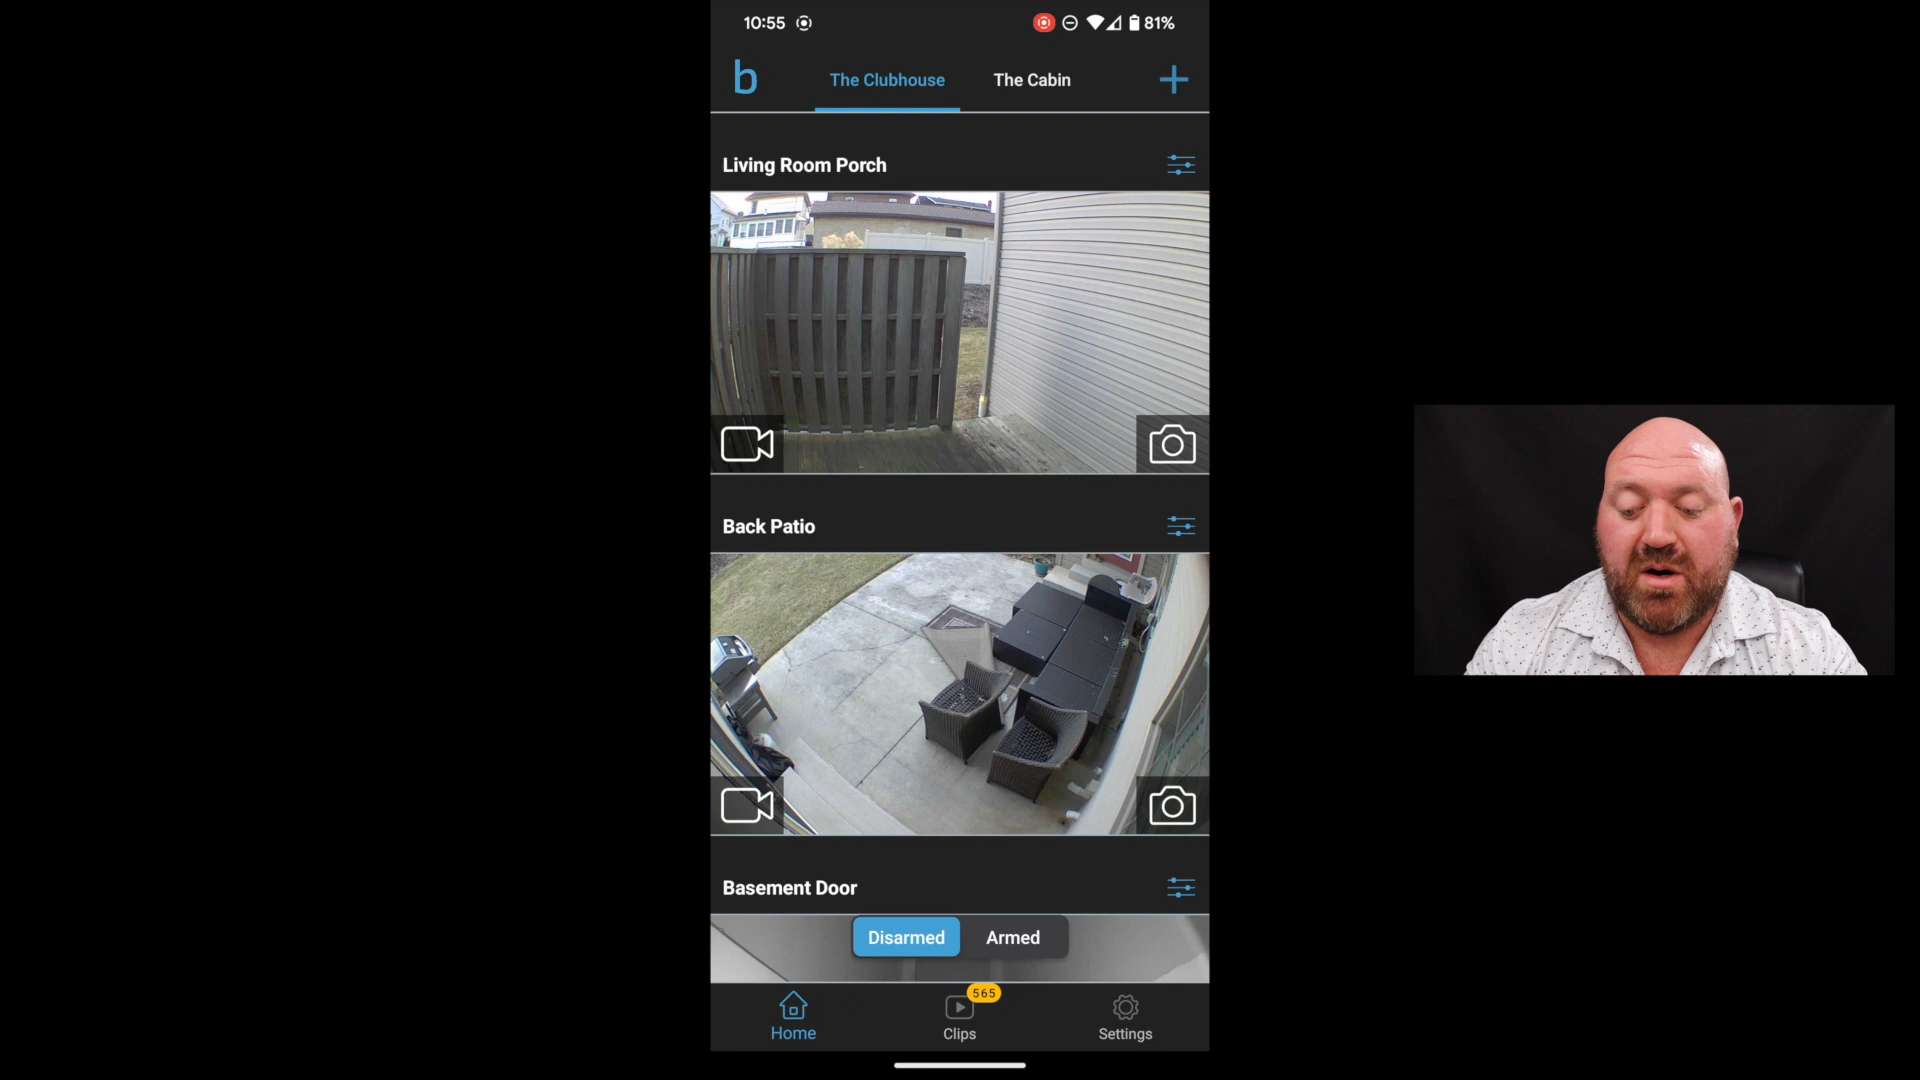 10:55
81%
b
The Clubhouse
The Cabin
Living Room Porch
Back Patio
Basement Door
Disarmed
Armed
565
Home
Clips
Settings